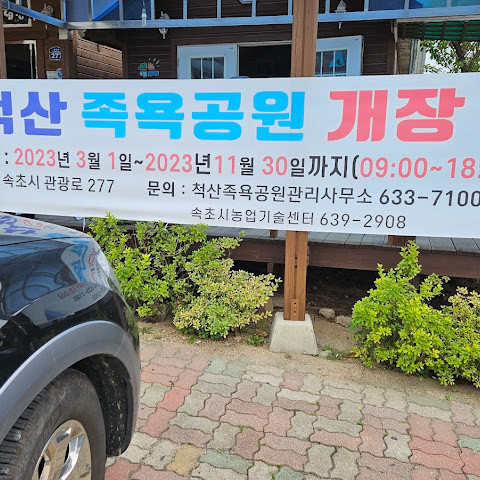 척산 족욕공원 개장
: 2023년 3월 1일~2023년11월 30일까지(09:00~18
속초시 관광로 277 문의 : 척산족욕공원관리사무소 633-7100
속초시농업기술센터 639-2908
277